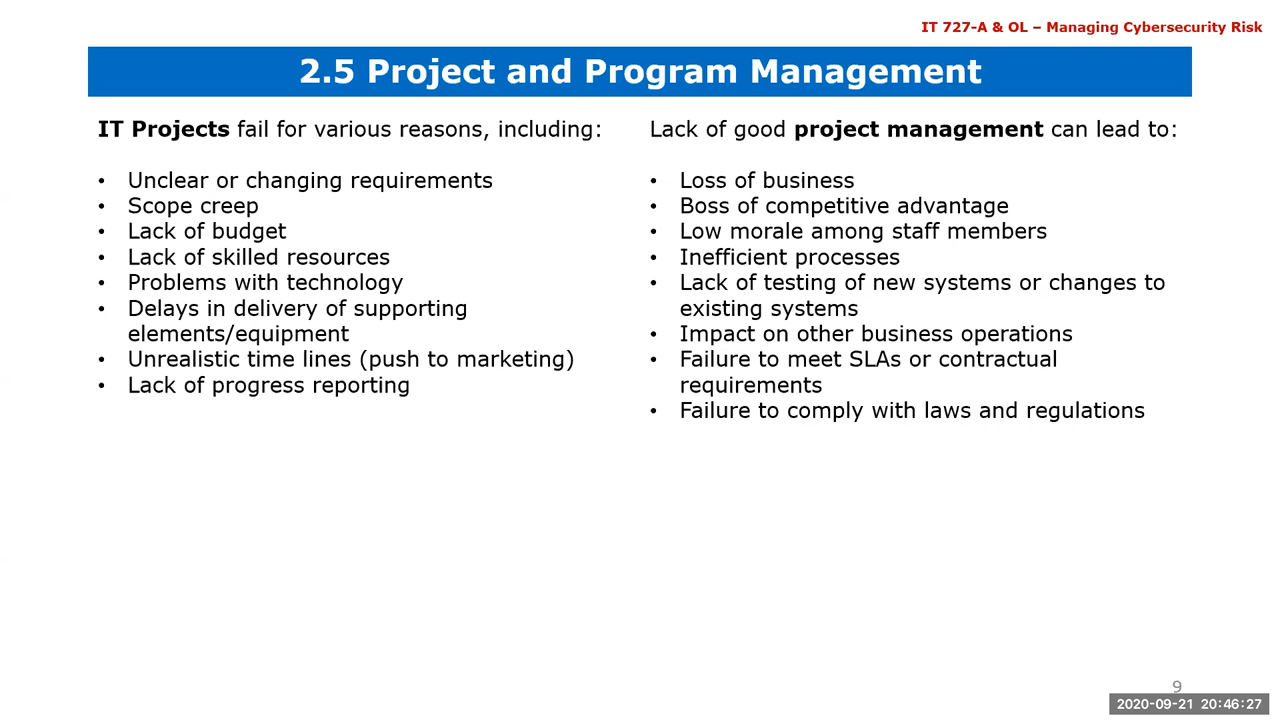 IT 727-A & OL – Managing Cybersecurity Risk
2.5 Project and Program Management
IT Projects fail for various reasons, including:
• Unclear or changing requirements
• Scope creep
• Lack of budget
• Lack of skilled resources
• Problems with technology
• Delays in delivery of supporting
elements/equipment
• Unrealistic time lines (push to marketing)
• Lack of progress reporting
Lack of good project management can lead to:
• Loss of business
• Boss of competitive advantage
• Low morale among staff members
• Inefficient processes
• Lack of testing of new systems or changes to
existing systems
• Impact on other business operations
• Failure to meet SLAs or contractual
requirements
• Failure to comply with laws and regulations
9
2020-09-21 20:46:27